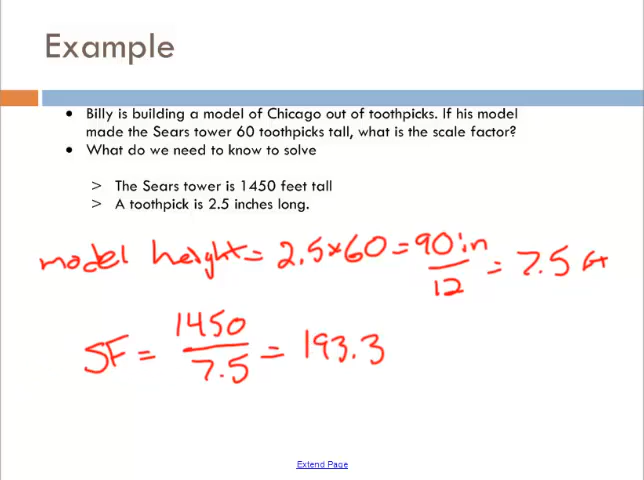 Example
• Billy is building a model of Chicago out of toothpicks. If his model
made the Sears tower 60 toothpicks tall, what is the scale factor?
• What do we need to know to solve
> The Sears tower is 1450 feet tall
> A toothpick is 2.5 inches long.
model height = 2.5*60 = 90 in / 12 = 7.5 ft
SF = 1450 / 7.5 = 193.3
Extend Page